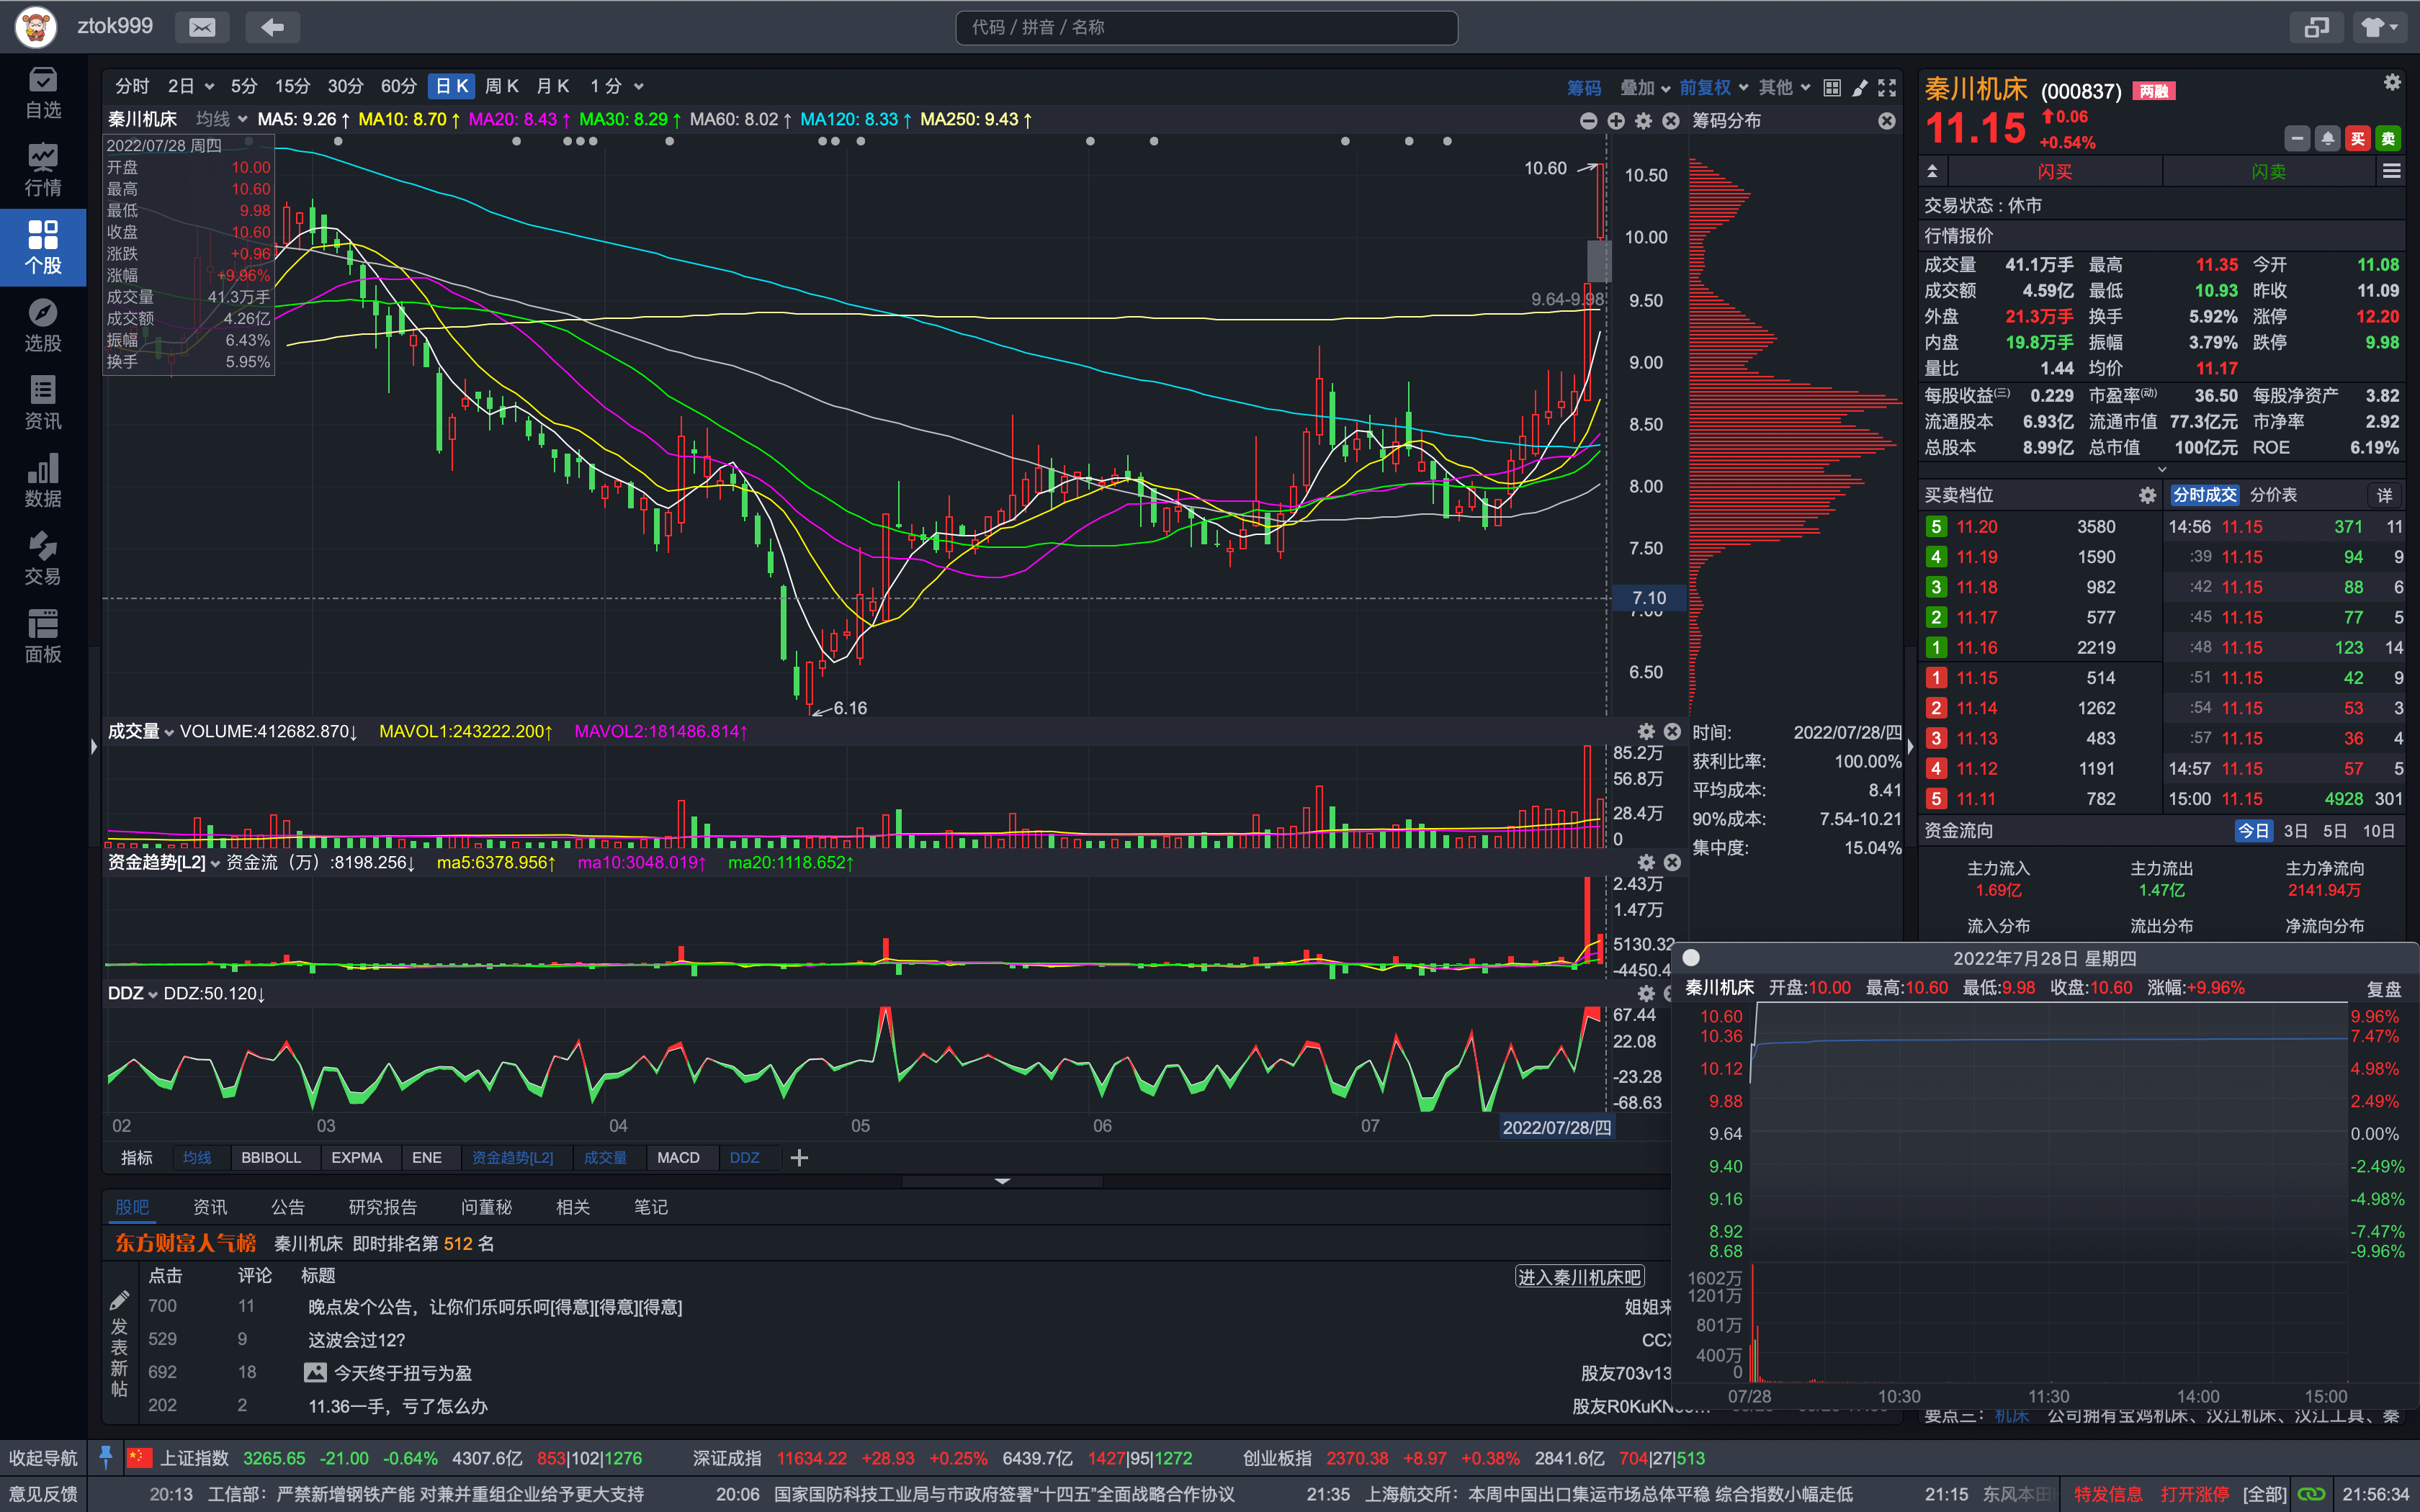 ztok999
代码 / 拼音 / 名称
自选
行情
个股
选股
资讯
数据
交易
面板
分时 2日 5分 15分 30分 60分 日K 周K 月K 1分
筹码 叠加 前复权 其他
秦川机床 均线 MA5: 9.26↑ MA10: 8.70↑ MA20: 8.43↑ MA30: 8.29↑ MA60: 8.02↑ MA120: 8.33↑ MA250: 9.43↑
筹码分布
2022/07/28 周四
开盘 10.00
最高 10.60
最低 9.98
收盘 10.60
涨跌 +0.96
涨幅 +9.96%
成交量 41.3万手
成交额 4.26亿
振幅 6.43%
换手 5.95%
10.60
9.64-9.98
6.16
10.50
10.00
9.50
9.00
8.50
8.00
7.50
7.10
7.00
6.50
成交量 VOLUME:412682.870↓ MAVOL1:243222.200↑ MAVOL2:181486.814↑
85.2万
56.8万
28.4万
0
资金趋势[L2] 资金流（万）:8198.256↓ ma5:6378.956↑ ma10:3048.019↑ ma20:1118.652↑
2.43万
1.47万
5130.32
-4450.4
DDZ DDZ:50.120↓
67.44
22.08
-23.28
-68.63
02 03 04 05 06 07 2022/07/28/四
时间: 2022/07/28/四
获利比率: 100.00%
平均成本: 8.41
90%成本: 7.54-10.21
集中度: 15.04%
指标 均线 BBIBOLL EXPMA ENE 资金趋势[L2] 成交量 MACD DDZ
股吧 资讯 公告 研究报告 问董秘 相关 笔记
东方财富人气榜 秦川机床 即时排名第 512 名
发表新帖
点击 评论 标题
进入秦川机床吧
700 11 晚点发个公告，让你们乐呵乐呵[得意][得意][得意] 姐姐来
529 9 这波会过12? CCX
692 18 今天终于扭亏为盈 股友703v13
202 2 11.36一手，亏了怎么办 股友R0KuKN
秦川机床 (000837) 两融
11.15 ⬆0.06
+0.54%
买 卖
闪买 闪卖
交易状态 : 休市
行情报价
成交量 41.1万手 最高 11.35 今开 11.08
成交额 4.59亿 最低 10.93 昨收 11.09
外盘 21.3万手 换手 5.92% 涨停 12.20
内盘 19.8万手 振幅 3.79% 跌停 9.98
量比 1.44 均价 11.17
每股收益(三) 0.229 市盈率(动) 36.50 每股净资产 3.82
流通股本 6.93亿 流通市值 77.3亿元 市净率 2.92
总股本 8.99亿 总市值 100亿元 ROE 6.19%
买卖档位
5 11.20 3580
4 11.19 1590
3 11.18 982
2 11.17 577
1 11.16 2219
1 11.15 514
2 11.14 1262
3 11.13 483
4 11.12 1191
5 11.11 782
分时成交 分价表 详
14:56 11.15 371 11
:39 11.15 94 9
:42 11.15 88 6
:45 11.15 77 5
:48 11.15 123 14
:51 11.15 42 9
:54 11.15 53 3
:57 11.15 36 4
14:57 11.15 57 5
15:00 11.15 4928 301
资金流向 今日 3日 5日 10日
主力流入 主力流出 主力净流向
1.69亿 1.47亿 2141.94万
流入分布 流出分布 净流向分布
2022年7月28日 星期四
秦川机床 开盘:10.00 最高:10.60 最低:9.98 收盘:10.60 涨幅:+9.96% 复盘
10.60 9.96%
10.36 7.47%
10.12 4.98%
9.88 2.49%
9.64 0.00%
9.40 -2.49%
9.16 -4.98%
8.92 -7.47%
8.68 -9.96%
1602万
1201万
801万
400万
0
07/28 10:30 11:30 14:00 15:00
要点三： 机床 公司拥有宝鸡机床、汉江机床、汉江工具、秦
收起导航 上证指数 3265.65 -21.00 -0.64% 4307.6亿 853|102|1276 深证成指 11634.22 +28.93 +0.25% 6439.7亿 1427|95|1272 创业板指 2370.38 +8.97 +0.38% 2841.6亿 704|27|513
意见反馈 20:13 工信部：严禁新增钢铁产能 对兼并重组企业给予更大支持 20:06 国家国防科技工业局与市政府签署“十四五”全面战略合作协议 21:35 上海航交所：本周中国出口集运市场总体平稳 综合指数小幅走低 21:15 东风本田 特发信息 打开涨停 [全部] 21:56:34